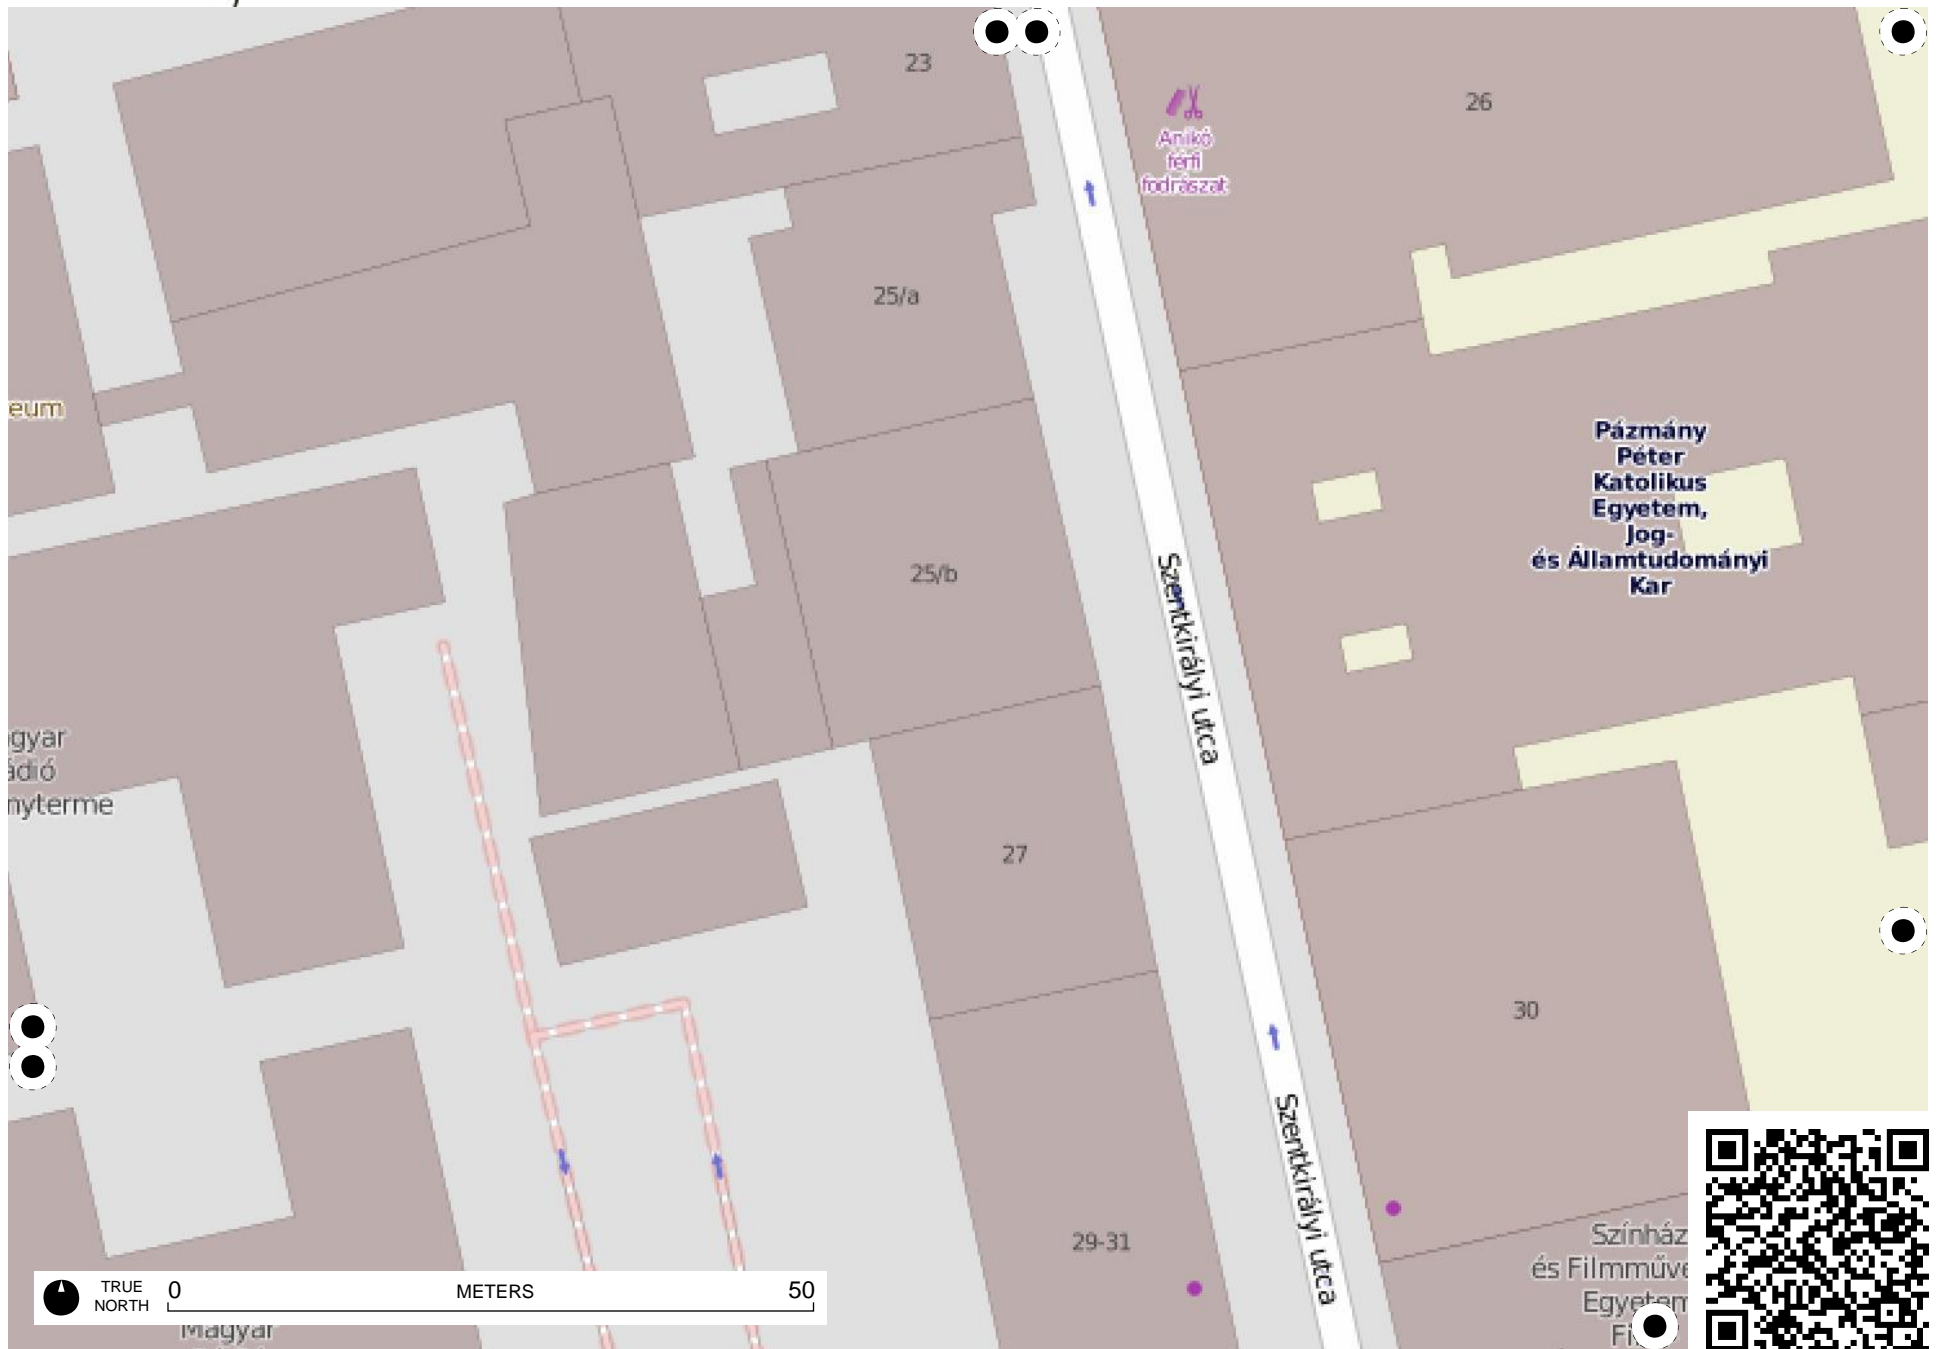 23
26
Anikó
férfi
fodrászat
25/a
eum
Pázmány
Péter
Katolikus
Egyetem,
Jog-
és Államtudományi
Kar
25/b
Szentkirályi utca
gyar
ádió
nyterme
27
30
Szentkirályi utca
29-31
Színház
és Filmműve
Egyetem
TRUE
NORTH
0 METERS 50
Magyar